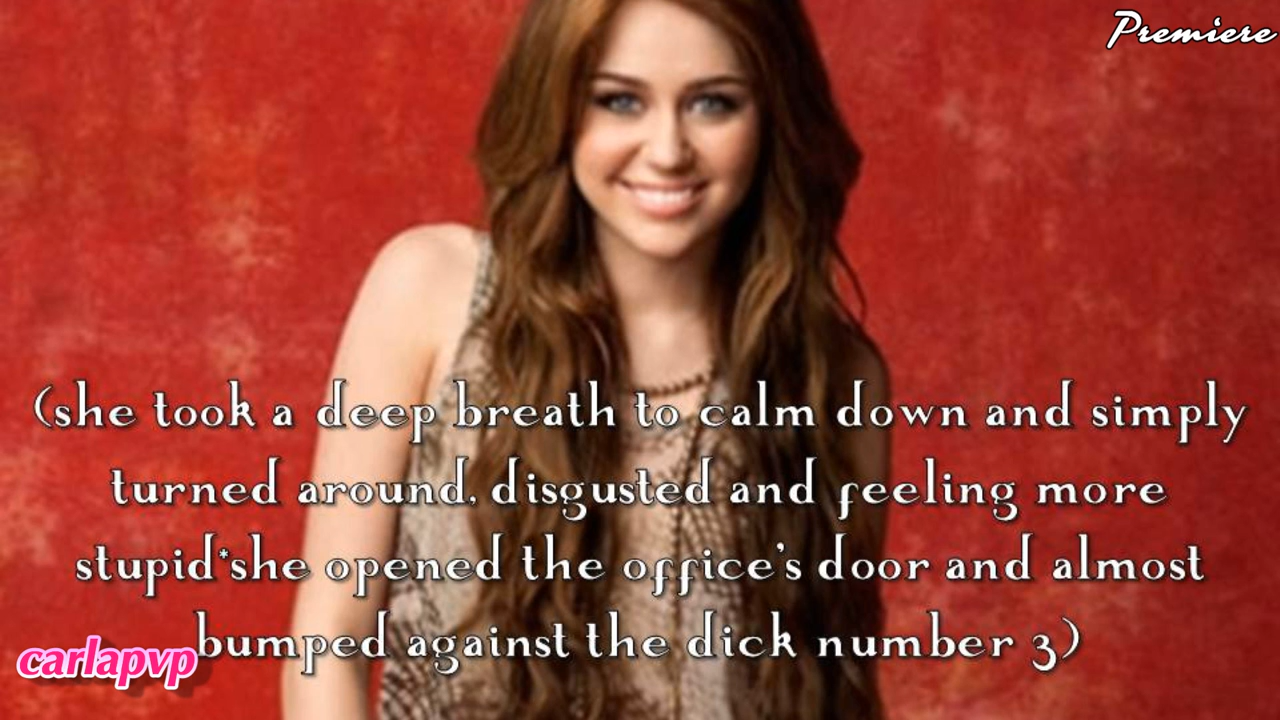 Premiere
(she took a deep breath to calm down and simply
turned around, disgusted and feeling more
stupid*she opened the office's door and almost
bumped against the dick number 3)
carlapvp